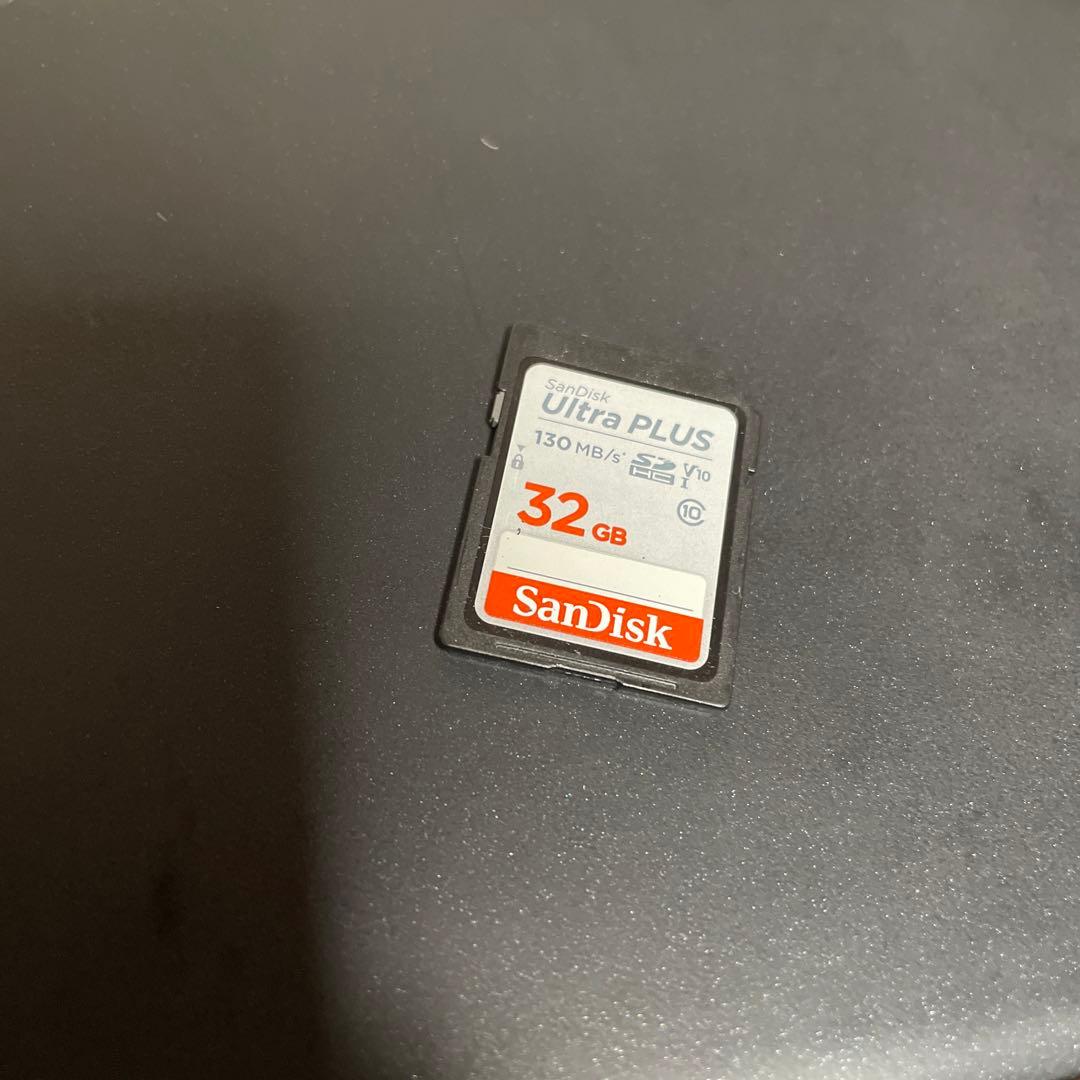 SanDisk
Ultra PLUS
130 MB/s*
SD HC I V10
32 GB
10
SanDisk